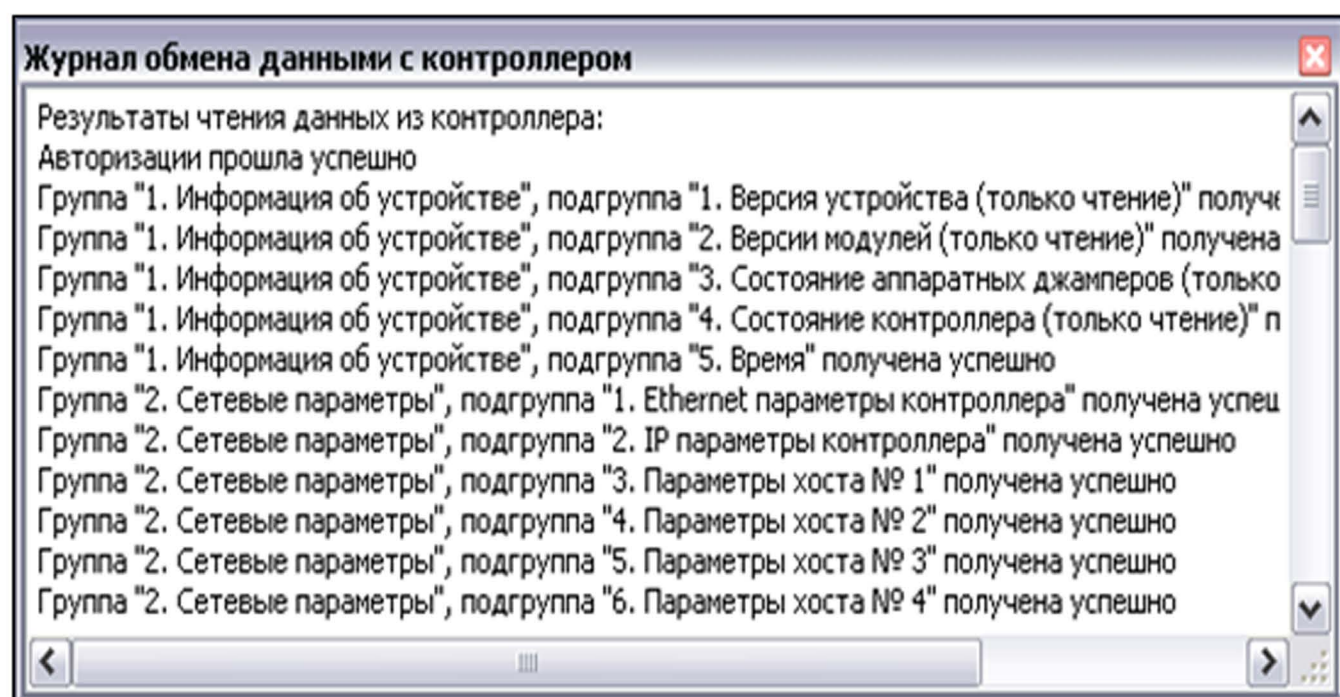 Журнал обмена данными с контроллером
Результаты чтения данных из контроллера:
Авторизации прошла успешно
Группа "1. Информация об устройстве", подгруппа "1. Версия устройства (только чтение)" получе
Группа "1. Информация об устройстве", подгруппа "2. Версии модулей (только чтение)" получена
Группа "1. Информация об устройстве", подгруппа "3. Состояние аппаратных джамперов (только
Группа "1. Информация об устройстве", подгруппа "4. Состояние контроллера (только чтение)" п
Группа "1. Информация об устройстве", подгруппа "5. Время" получена успешно
Группа "2. Сетевые параметры", подгруппа "1. Ethernet параметры контроллера" получена успеш
Группа "2. Сетевые параметры", подгруппа "2. IP параметры контроллера" получена успешно
Группа "2. Сетевые параметры", подгруппа "3. Параметры хоста № 1" получена успешно
Группа "2. Сетевые параметры", подгруппа "4. Параметры хоста № 2" получена успешно
Группа "2. Сетевые параметры", подгруппа "5. Параметры хоста № 3" получена успешно
Группа "2. Сетевые параметры", подгруппа "6. Параметры хоста № 4" получена успешно